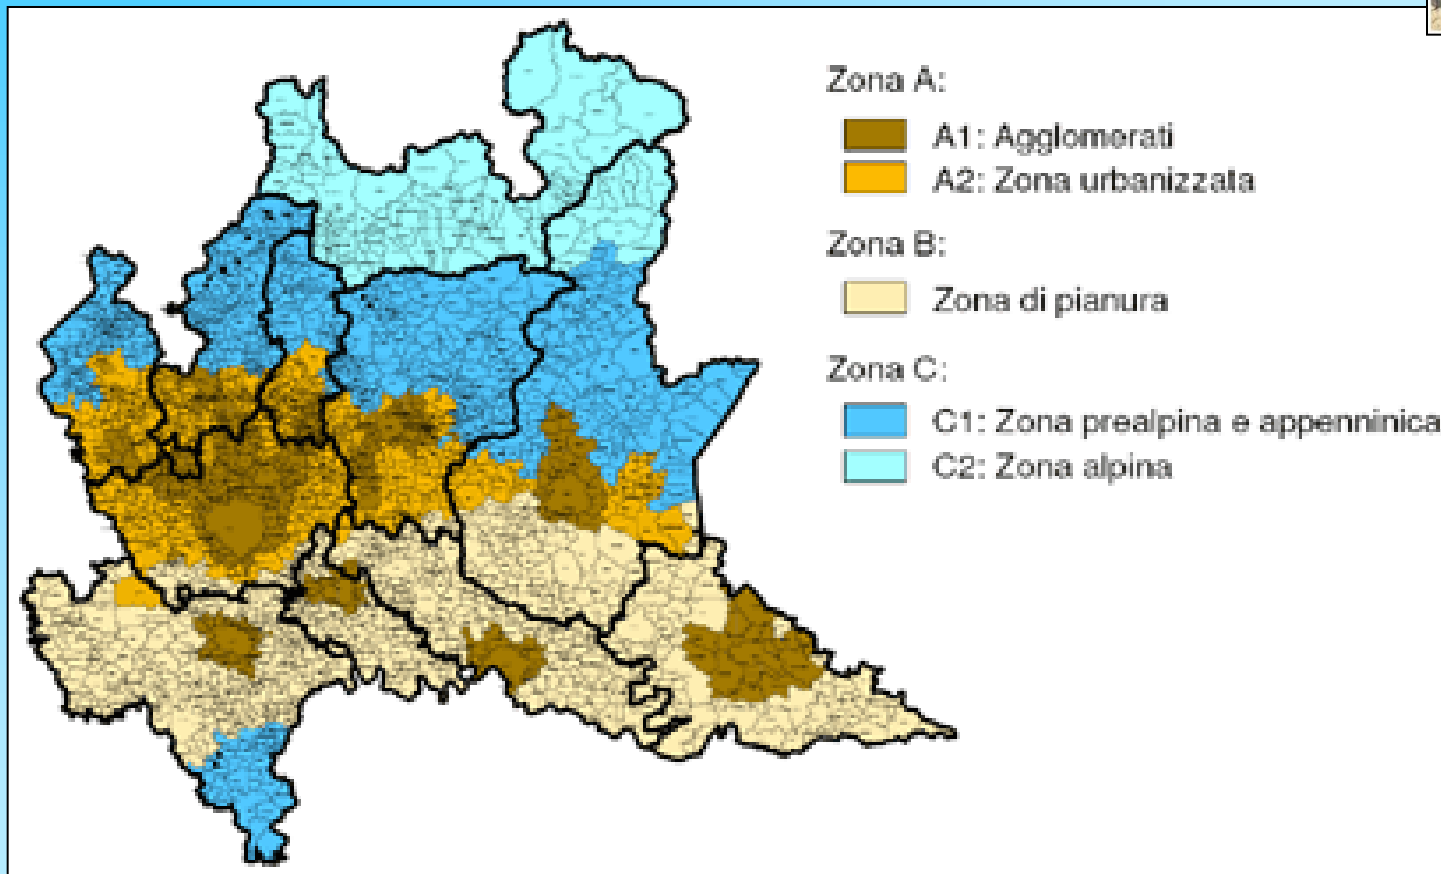 Zona A:
A1: Agglomerati
A2: Zona urbanizzata
Zona B:
Zona di pianura
Zona C:
C1: Zona prealpina e appenninica
C2: Zona alpina